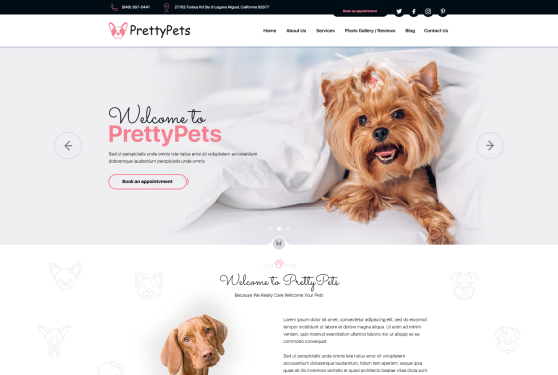 (949) 387-0441
27762 Forbes Rd Ste 9 Laguna Niguel, California 92677
Book an appointment
PrettyPets
Home
About Us
Services
Photo Gallery / Reviews
Blog
Contact Us
Welcome to
PrettyPets
Sed ut perspiciatis unde omnis iste natus error sit voluptatem accusantium
doloremque laudantium perspiciatis unde omnis
Book an appointment
Welcome to PrettyPets
Because We Really Care Welcome Your Pets
Lorem ipsum dolor sit amet, consectetur adipiscing elit, sed do eiusmod
tempor incididunt ut labore et dolore magna aliqua. Ut enim ad minim
veniam, quis nostrud exercitation ullamco laboris nisi ut aliquip ex ea
commodo consequat.
Sed ut perspiciatis unde omnis iste natus error sit voluptatem
accusantium doloremque laudantium, totam rem aperiam, eaque ipsa
quae ab illo inventore veritatis et quasi architecto beatae vitae dicta sunt